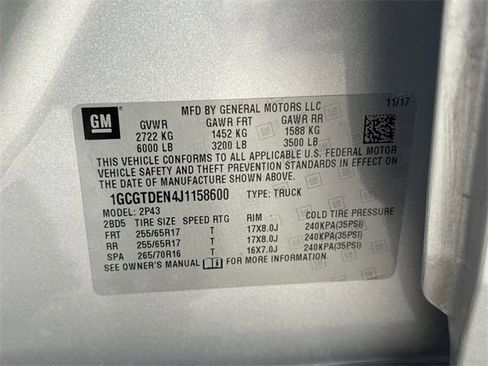 MFD BY GENERAL MOTORS LLC 11/17
GM
GVWR GAWR FRT GAWR RR
2722 KG 1452 KG 1588 KG
6000 LB 3200 LB 3500 LB
THIS VEHICLE CONFORMS TO ALL APPLICABLE U.S. FEDERAL MOTOR
VEHICLE SAFETY AND THEFT PREVENTION STANDARDS IN EFFECT
ON THE DATE OF MANUFACTURE SHOWN ABOVE.
1GCGTDEN4J1158600 TYPE: TRUCK
MODEL: 2P43
2BD5 TIRE SIZE SPEED RTG RIM COLD TIRE PRESSURE
FRT 255/65R17 T 17X8.0J 240KPA(35PSI)
RR 255/65R17 T 17X8.0J 240KPA(35PSI)
SPA 265/70R16 T 16X7.0J 240KPA(35PSI)
SEE OWNER'S MANUAL FOR MORE INFORMATION.